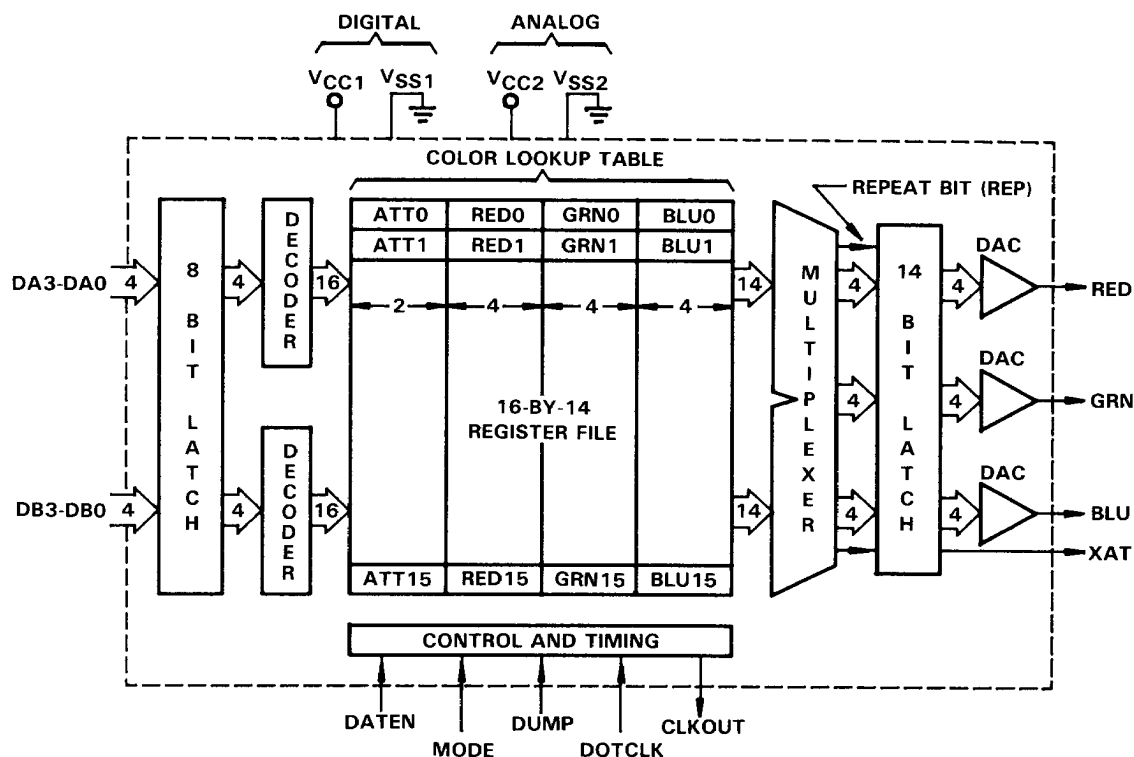 DIGITAL
ANALOG
VCC1
VSS1
VCC2
VSS2
COLOR LOOKUP TABLE
REPEAT BIT (REP)
DA3-DA0
4
8 BIT LATCH
4
DECODER
16
ATT0 RED0 GRN0 BLU0
ATT1 RED1 GRN1 BLU1
2 4 4 4
16-BY-14
REGISTER FILE
ATT15 RED15 GRN15 BLU15
DB3-DB0
4
4
DECODER
16
14
14
MULTIPLEXER
4
4
4
14 BIT LATCH
4
DAC
RED
4
DAC
GRN
4
DAC
BLU
XAT
CONTROL AND TIMING
DATEN
MODE
DUMP
DOTCLK
CLKOUT